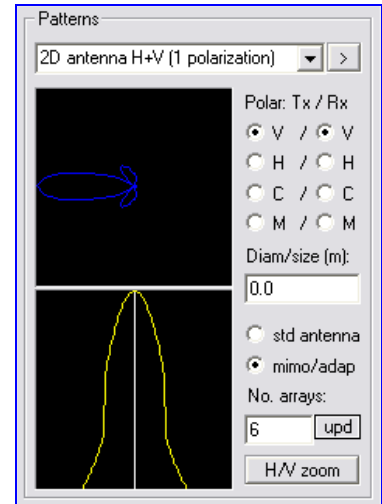 Patterns
2D antenna H+V (1 polarization) >
Polar: Tx / Rx
V / V
H / H
C / C
M / M
Diam/size (m):
0.0
std antenna
mimo/adap
No. arrays:
6 upd
H/V zoom